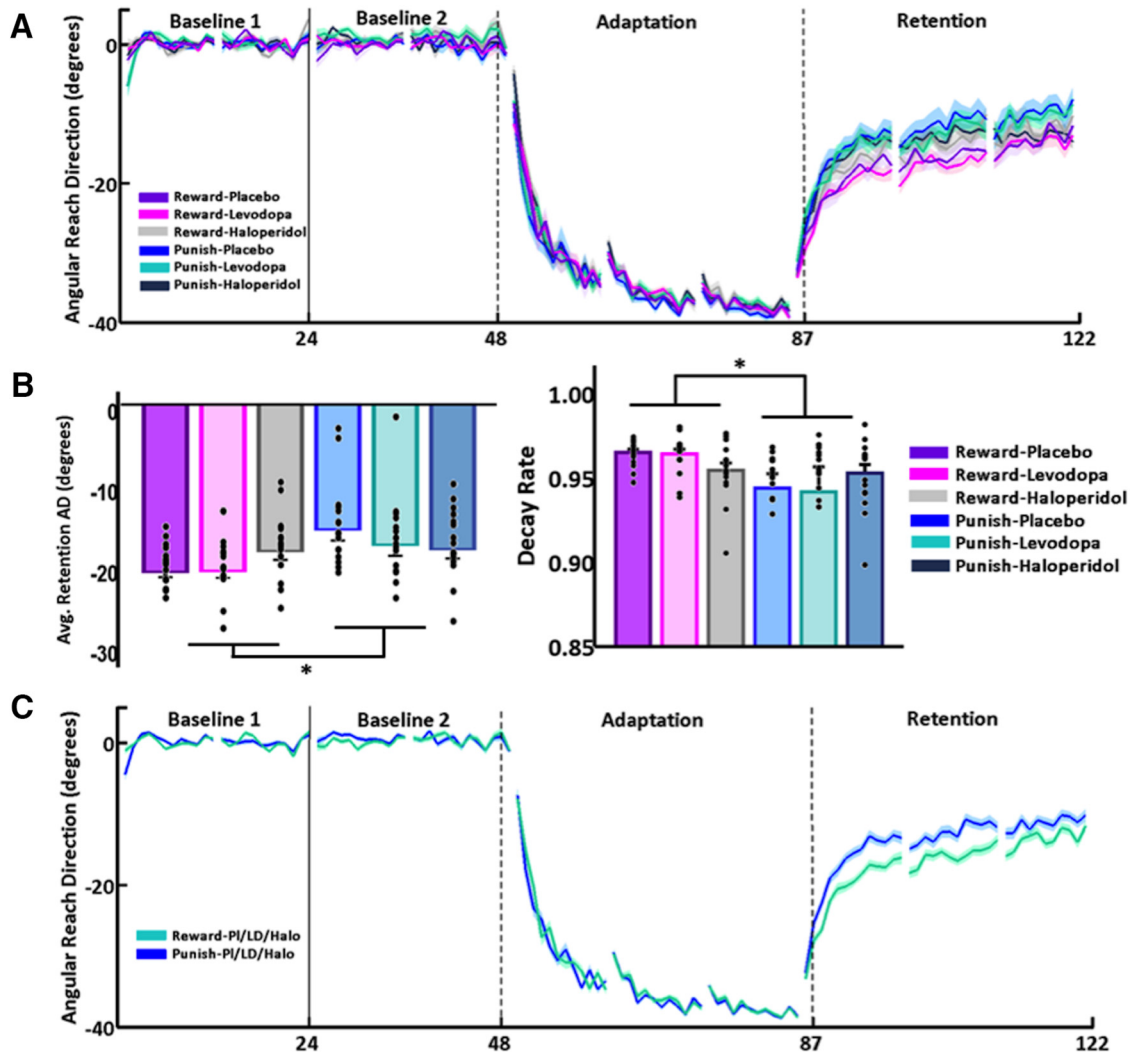 A
Baseline 1
Baseline 2
Adaptation
Retention
Angular Reach Direction (degrees)
0
-20
-40
Reward-Placebo
Reward-Levodopa
Reward-Haloperidol
Punish-Placebo
Punish-Levodopa
Punish-Haloperidol
24
48
87
122
B
Avg. Retention AD (degrees)
0
-10
-20
-30
*
Decay Rate
1.00
0.95
0.90
0.85
*
Reward-Placebo
Reward-Levodopa
Reward-Haloperidol
Punish-Placebo
Punish-Levodopa
Punish-Haloperidol
C
Baseline 1
Baseline 2
Adaptation
Retention
Angular Reach Direction (degrees)
0
-20
-40
Reward-Pl/LD/Halo
Punish-Pl/LD/Halo
24
48
87
122